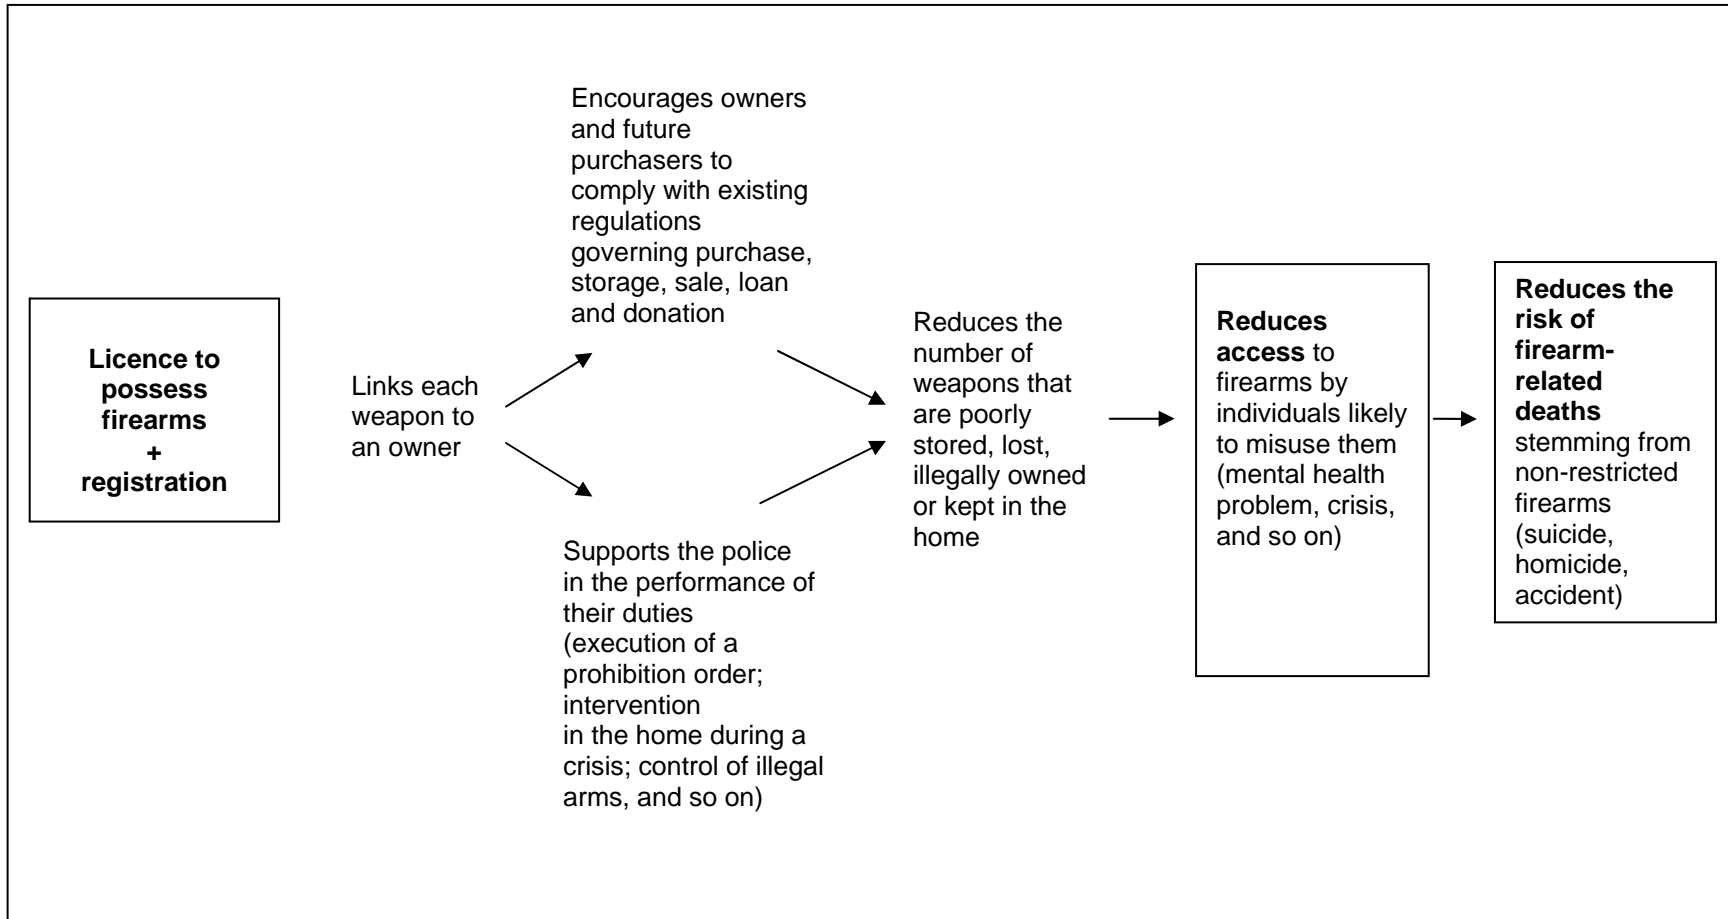 Licence to
possess
firearms
+
registration
Links each
weapon to
an owner
Encourages owners
and future
purchasers to
comply with existing
regulations
governing purchase,
storage, sale, loan
and donation
Supports the police
in the performance of
their duties
(execution of a
prohibition order;
intervention
in the home during a
crisis; control of illegal
arms, and so on)
Reduces the
number of
weapons that
are poorly
stored, lost,
illegally owned
or kept in the
home
Reduces
access to
firearms by
individuals likely
to misuse them
(mental health
problem, crisis,
and so on)
Reduces the
risk of
firearm-
related
deaths
stemming from
non-restricted
firearms
(suicide,
homicide,
accident)